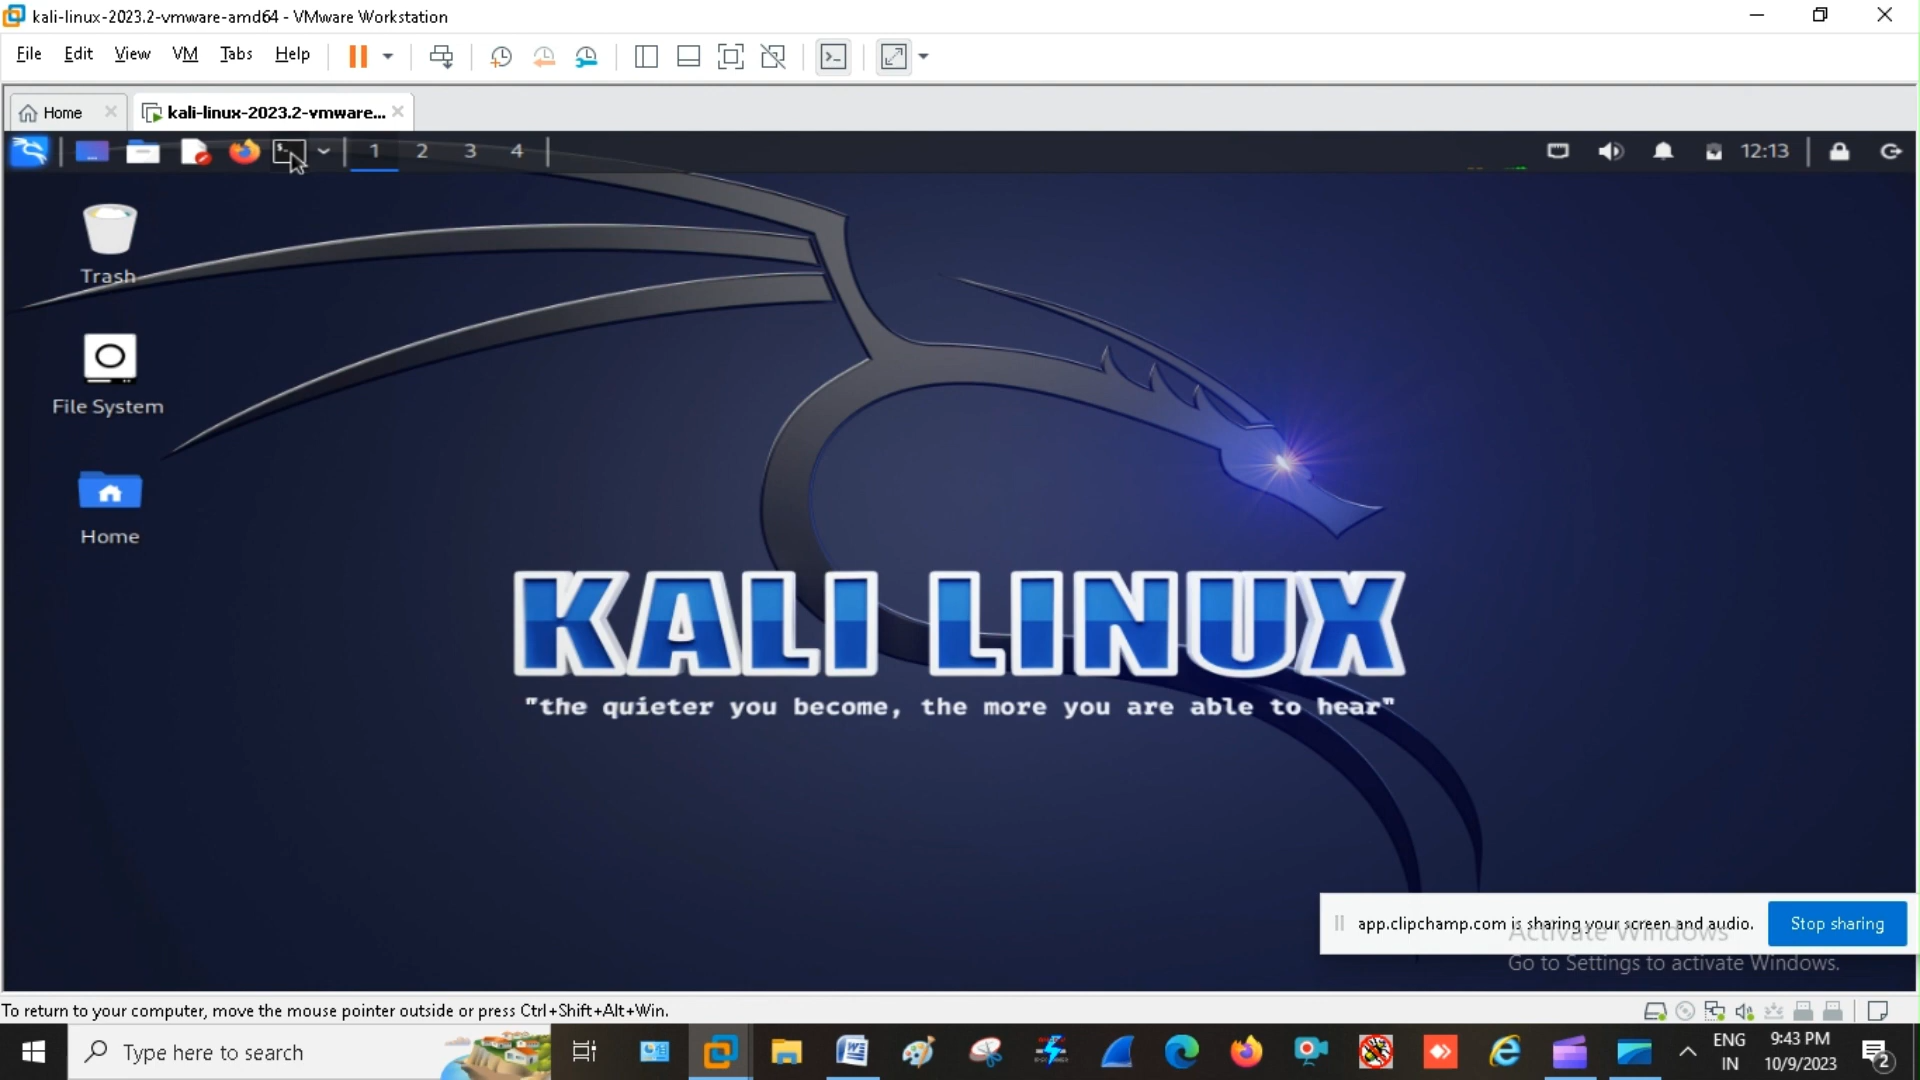 kali-linux-2023.2-vmware-amd64 - VMware Workstation
File Edit View VM Tabs Help
Home
kali-linux-2023.2-vmware...
1 2 3 4
12:13
Trash
File System
Home
KALI LINUX
"the quieter you become, the more you are able to hear"
app.clipchamp.com is sharing your screen and audio.
Stop sharing
Activate Windows
Go to Settings to activate Windows.
To return to your computer, move the mouse pointer outside or press Ctrl+Shift+Alt+Win.
Type here to search
ENG
IN
9:43 PM
10/9/2023
2